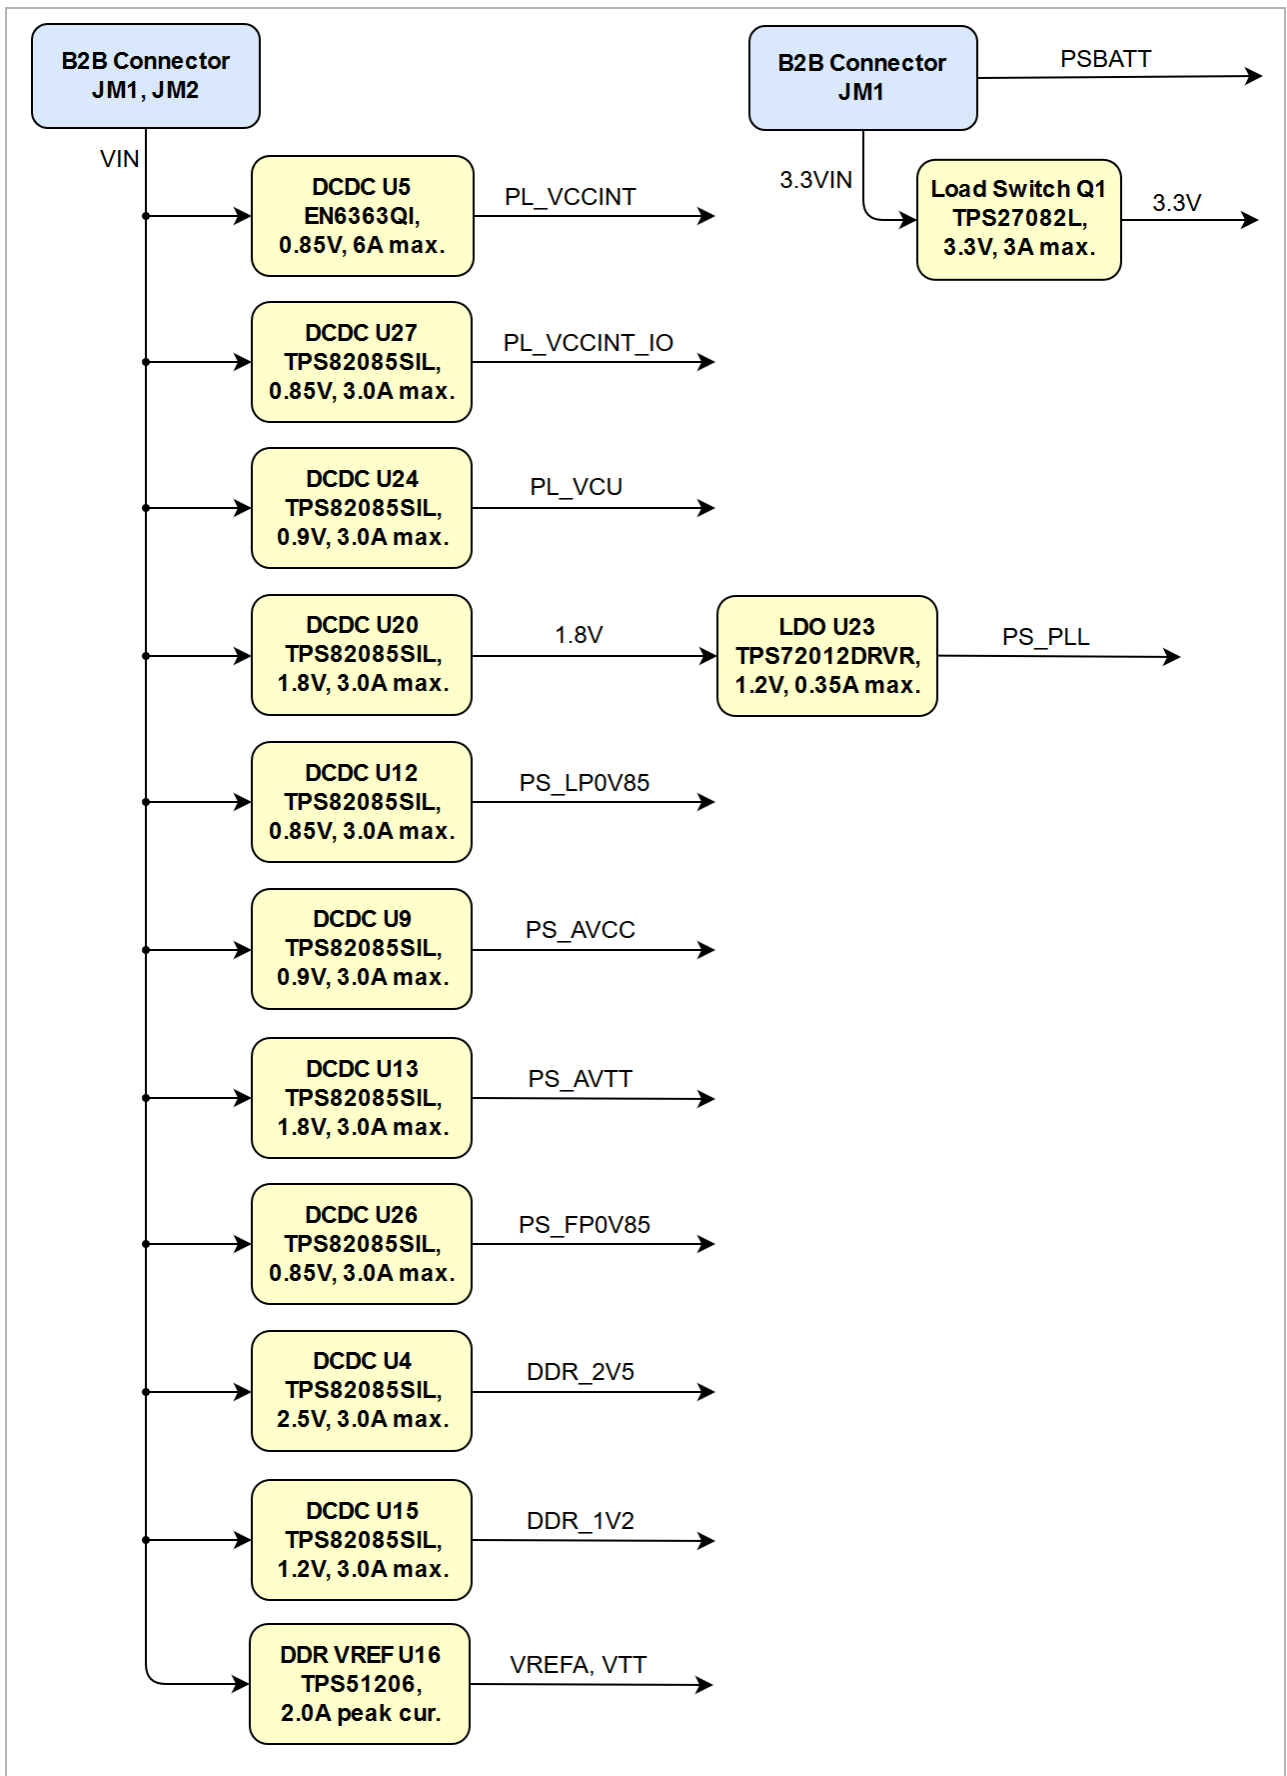 B2B Connector
JM1, JM2
VIN
DCDC U5
EN6363QI,
0.85V, 6A max.
PL_VCCINT
DCDC U27
TPS82085SIL,
0.85V, 3.0A max.
PL_VCCINT_IO
DCDC U24
TPS82085SIL,
0.9V, 3.0A max.
PL_VCU
DCDC U20
TPS82085SIL,
1.8V, 3.0A max.
1.8V
LDO U23
TPS72012DRVR,
1.2V, 0.35A max.
PS_PLL
DCDC U12
TPS82085SIL,
0.85V, 3.0A max.
PS_LP0V85
DCDC U9
TPS82085SIL,
0.9V, 3.0A max.
PS_AVCC
DCDC U13
TPS82085SIL,
1.8V, 3.0A max.
PS_AVTT
DCDC U26
TPS82085SIL,
0.85V, 3.0A max.
PS_FP0V85
DCDC U4
TPS82085SIL,
2.5V, 3.0A max.
DDR_2V5
DCDC U15
TPS82085SIL,
1.2V, 3.0A max.
DDR_1V2
DDR VREF U16
TPS51206,
2.0A peak cur.
VREFA, VTT
B2B Connector
JM1
PSBATT
3.3VIN
Load Switch Q1
TPS27082L,
3.3V, 3A max.
3.3V